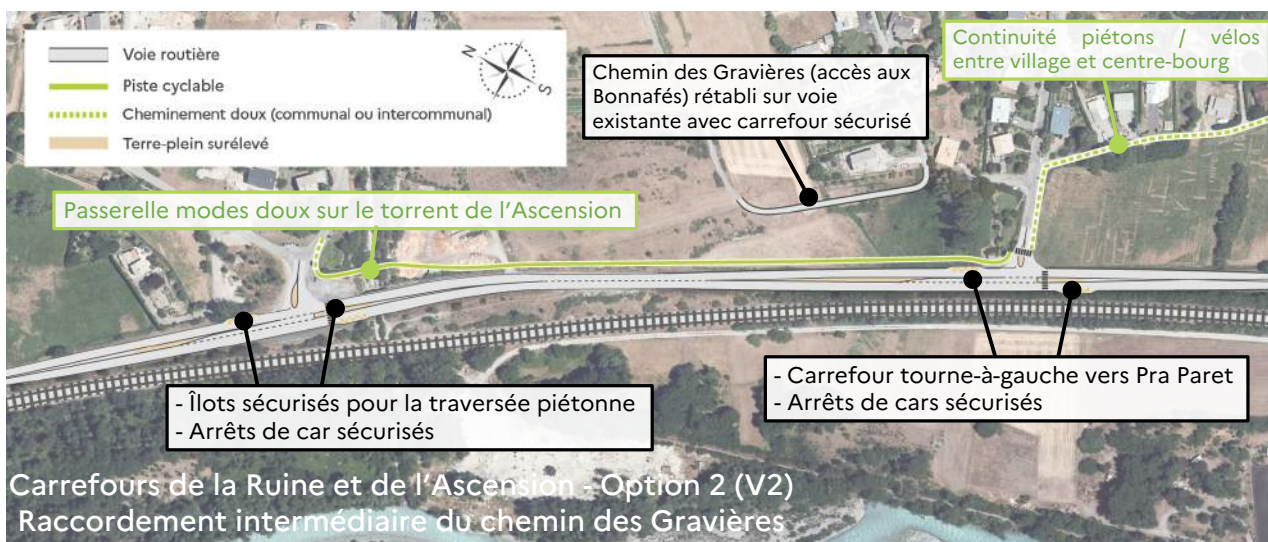 Voie routière
Piste cyclable
Cheminement doux (communal ou intercommunal)
Terre-plein surélevé
N
S
Chemin des Gravières (accès aux
Bonnafés) rétabli sur voie
existante avec carrefour sécurisé
Continuité piétons / vélos
entre village et centre-bourg
Passerelle modes doux sur le torrent de l'Ascension
- Îlots sécurisés pour la traversée piétonne
- Arrêts de car sécurisés
- Carrefour tourne-à-gauche vers Pra Paret
- Arrêts de cars sécurisés
Carrefours de la Ruine et de l'Ascension - Option 2 (V2)
Raccordement intermédiaire du chemin des Gravières